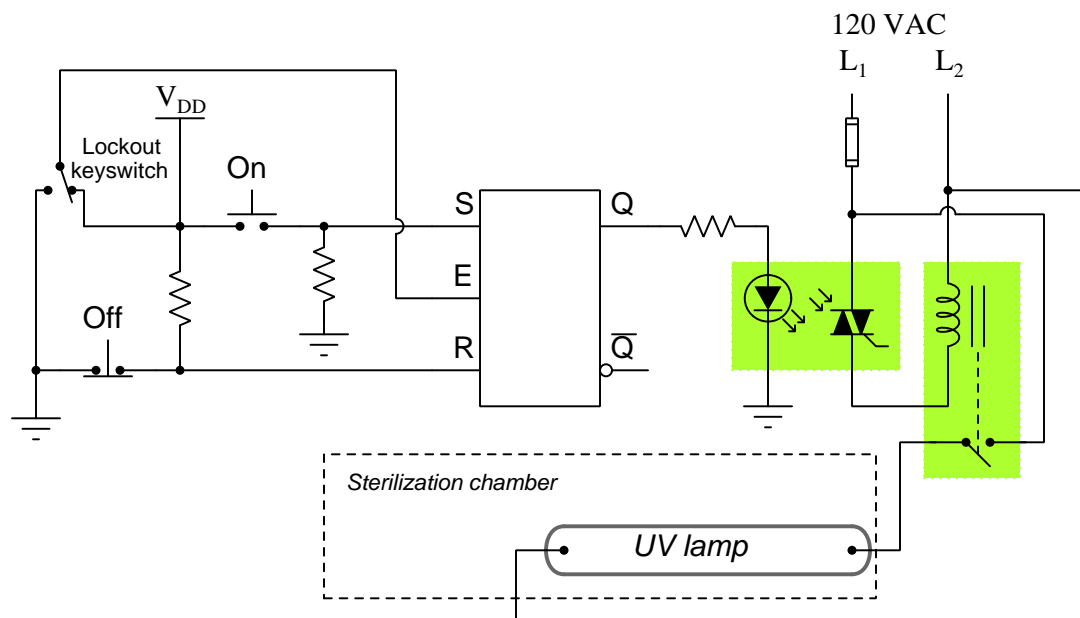 120 VAC
L1 L2
VDD
Lockout
keyswitch
On
S Q
E
Off
R Q̅
Sterilization chamber
UV lamp